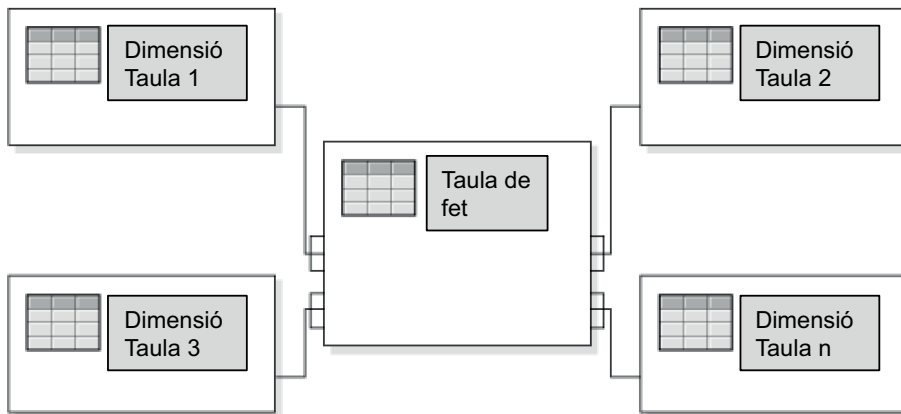 Dimensió
Taula 1
Dimensió
Taula 2
Taula de
fet
Dimensió
Taula 3
Dimensió
Taula n